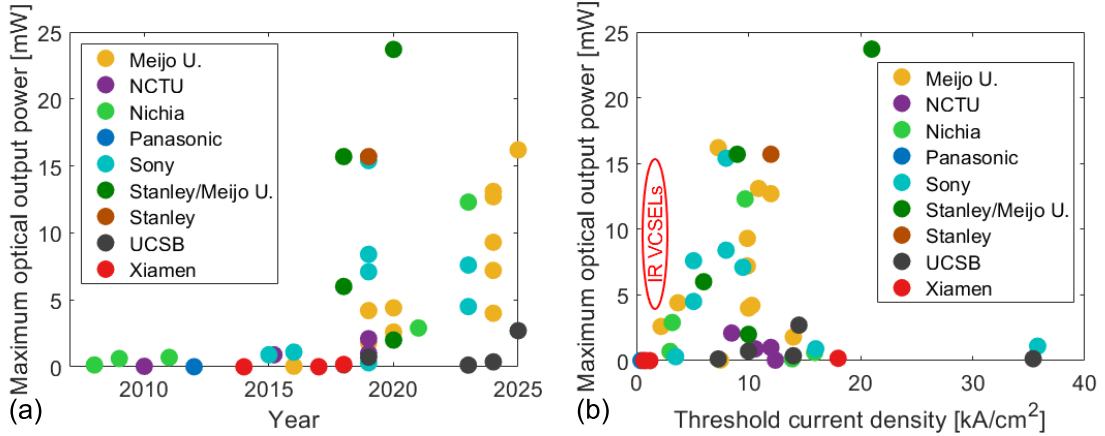 Maximum optical output power [mW]
25
20
15
10
5
0
Meijo U.
NCTU
Nichia
Panasonic
Sony
Stanley/Meijo U.
Stanley
UCSB
Xiamen
2010
2015
2020
2025
Year
(a)
Maximum optical output power [mW]
25
20
15
10
5
0
IR VCSELs
Meijo U.
NCTU
Nichia
Panasonic
Sony
Stanley/Meijo U.
Stanley
UCSB
Xiamen
0
10
20
30
40
Threshold current density [kA/cm²]
(b)